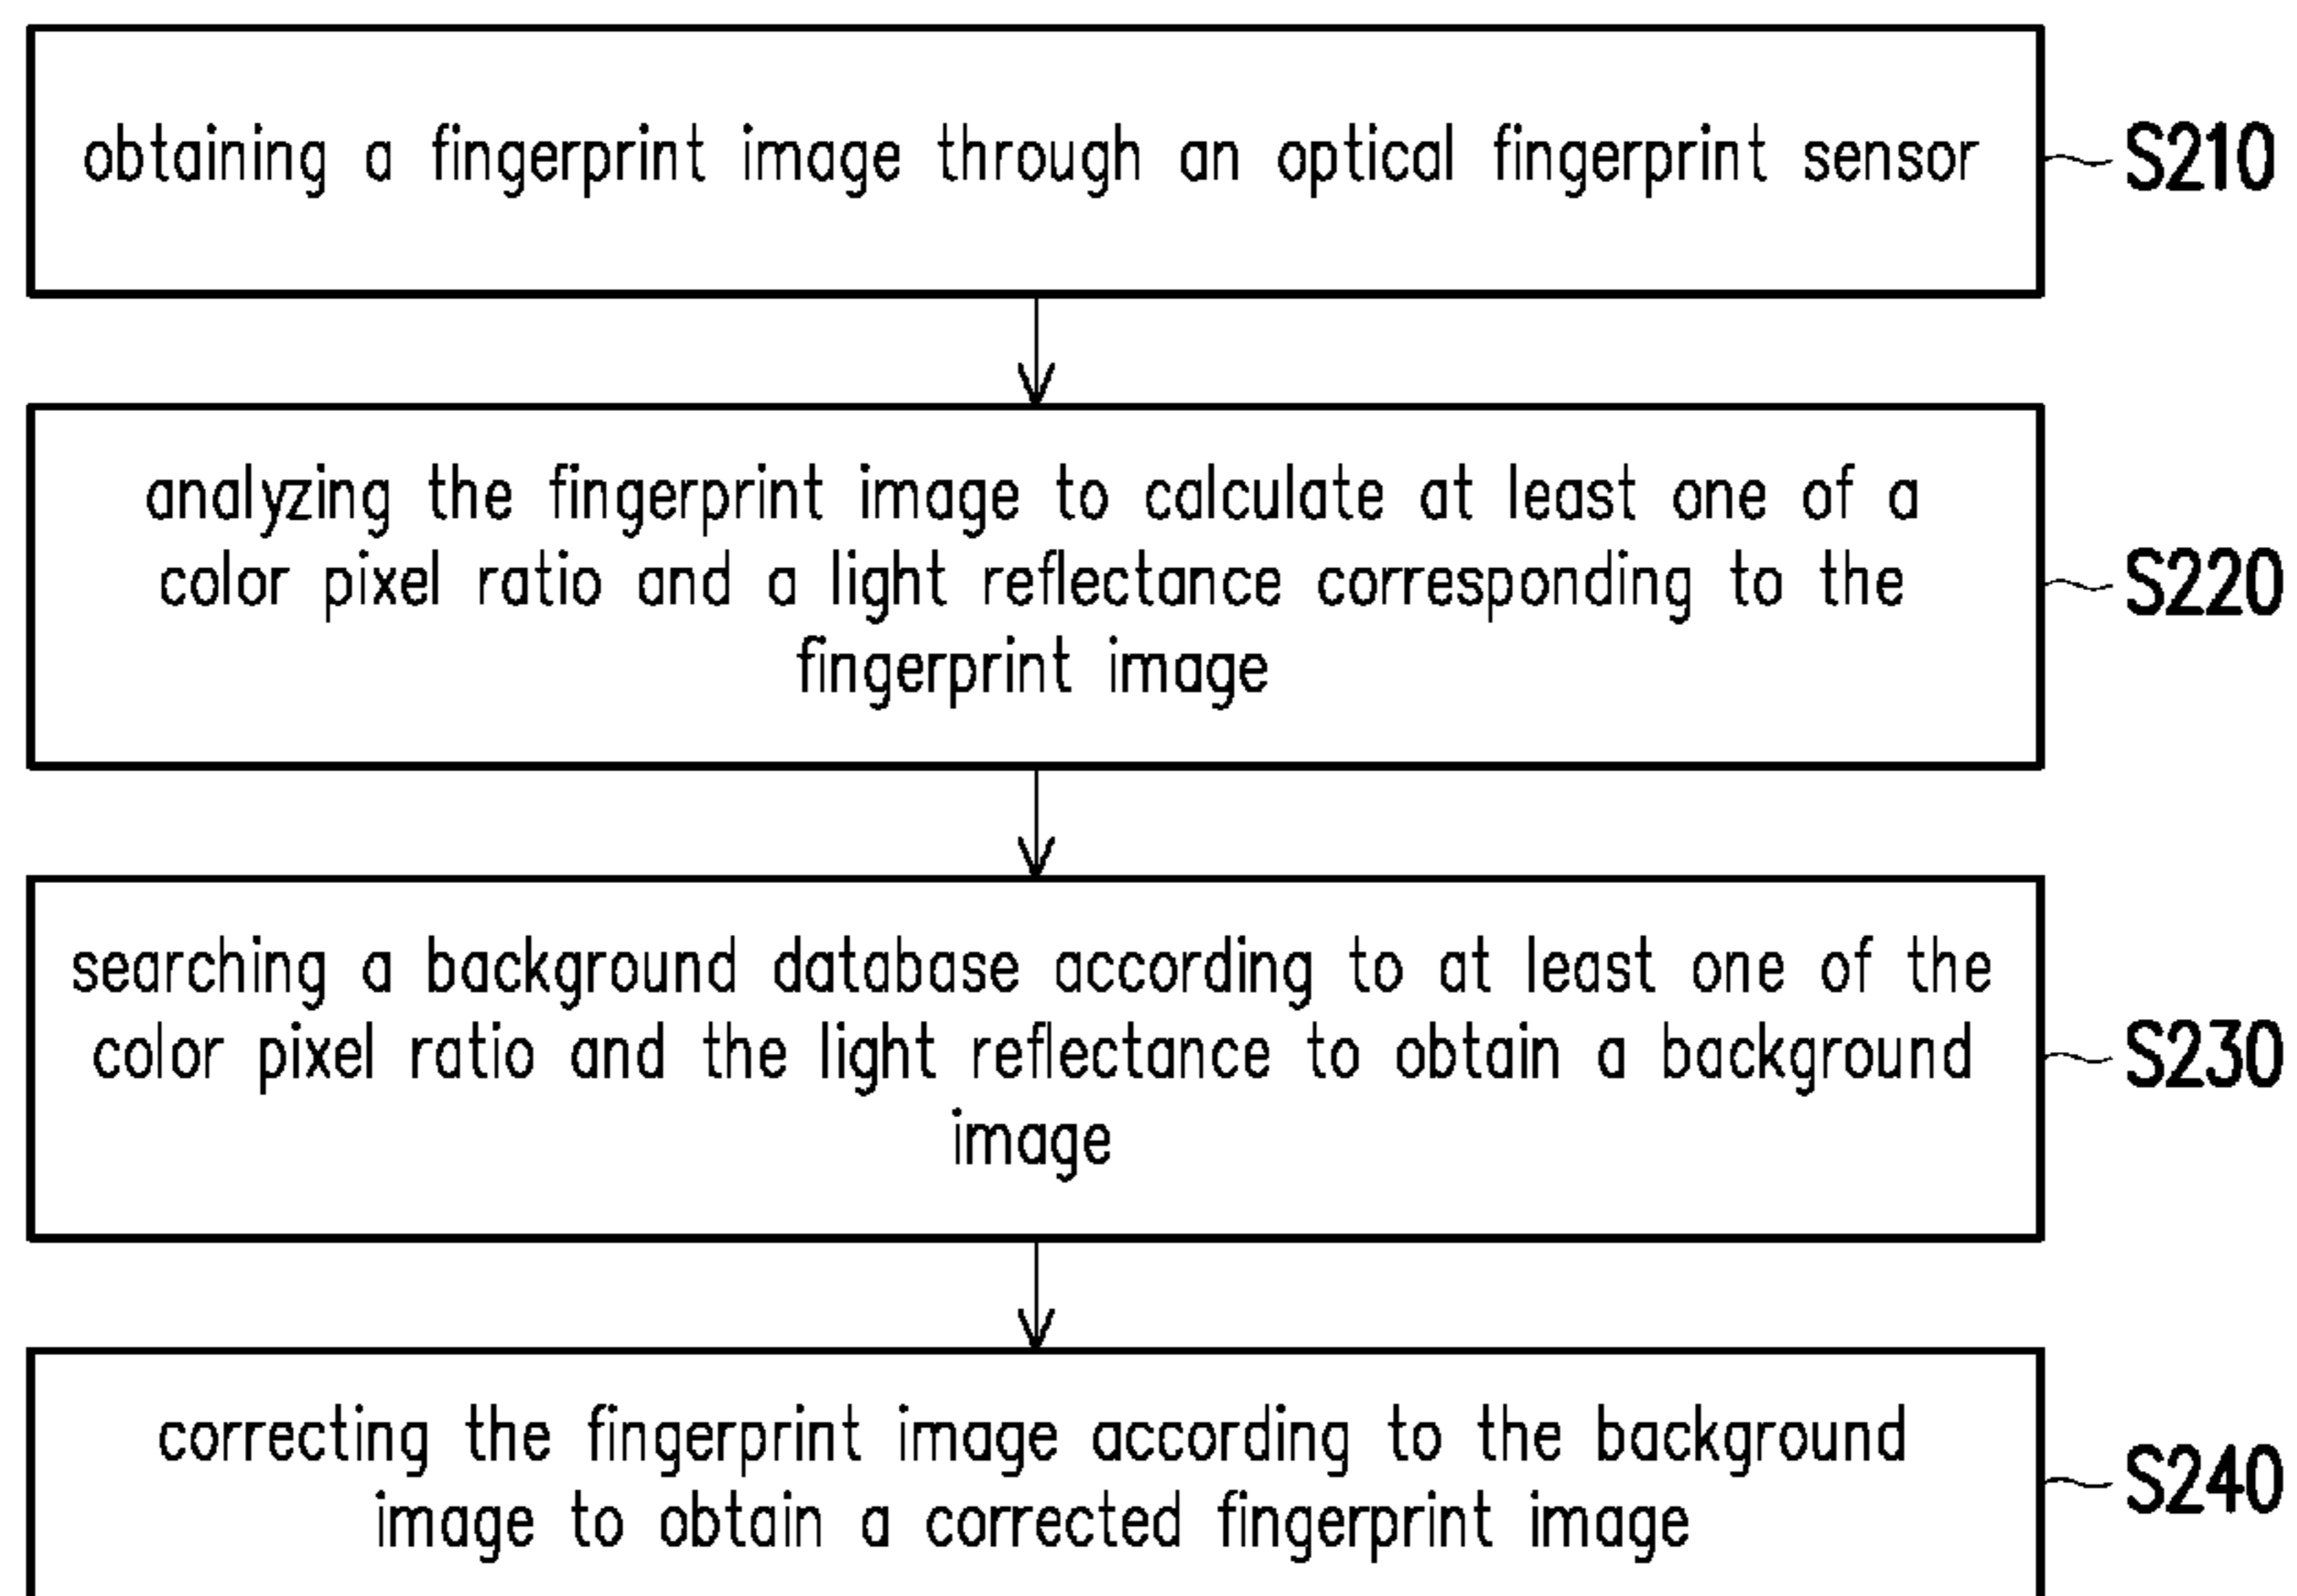 obtaining a fingerprint image through an optical fingerprint sensor
S210
analyzing the fingerprint image to calculate at least one of a
color pixel ratio and a light reflectance corresponding to the
fingerprint image
S220
searching a background database according to at least one of the
color pixel ratio and the light reflectance to obtain a background
image
S230
correcting the fingerprint image according to the background
image to obtain a corrected fingerprint image
S240